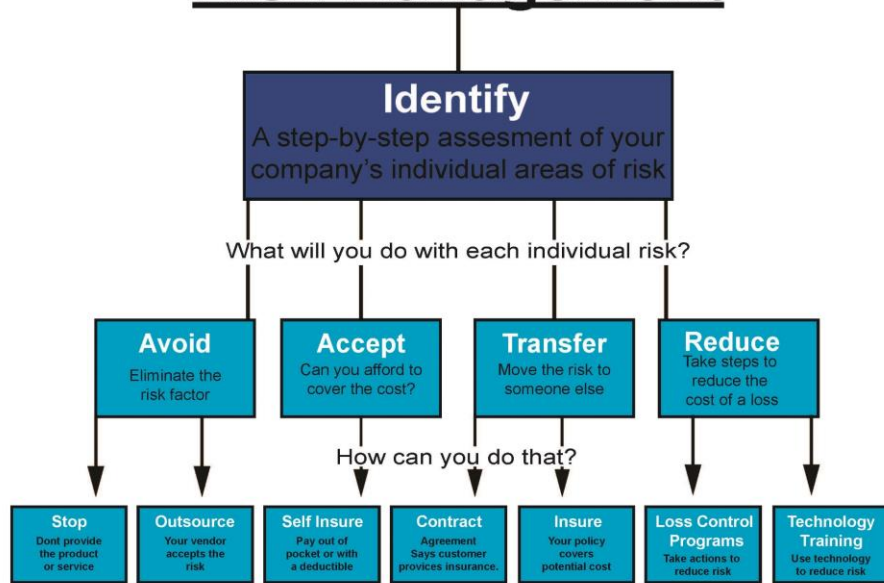 Identify
A step-by-step assesment of your
company's individual areas of risk
What will you do with each individual risk?
Avoid
Eliminate the
risk factor
Accept
Can you afford to
cover the cost?
Transfer
Move the risk to
someone else
Reduce
Take steps to
reduce the
cost of a loss
How can you do that?
Stop
Dont provide
the product
or service
Outsource
Your vendor
accepts the
risk
Self Insure
Pay out of
pocket or with
a deductible
Contract
Agreement
Says customer
provices insurance.
Insure
Your policy
covers
potential cost
Loss Control
Programs
Take actions to
reduce risk
Technology
Training
Use technology
to reduce risk